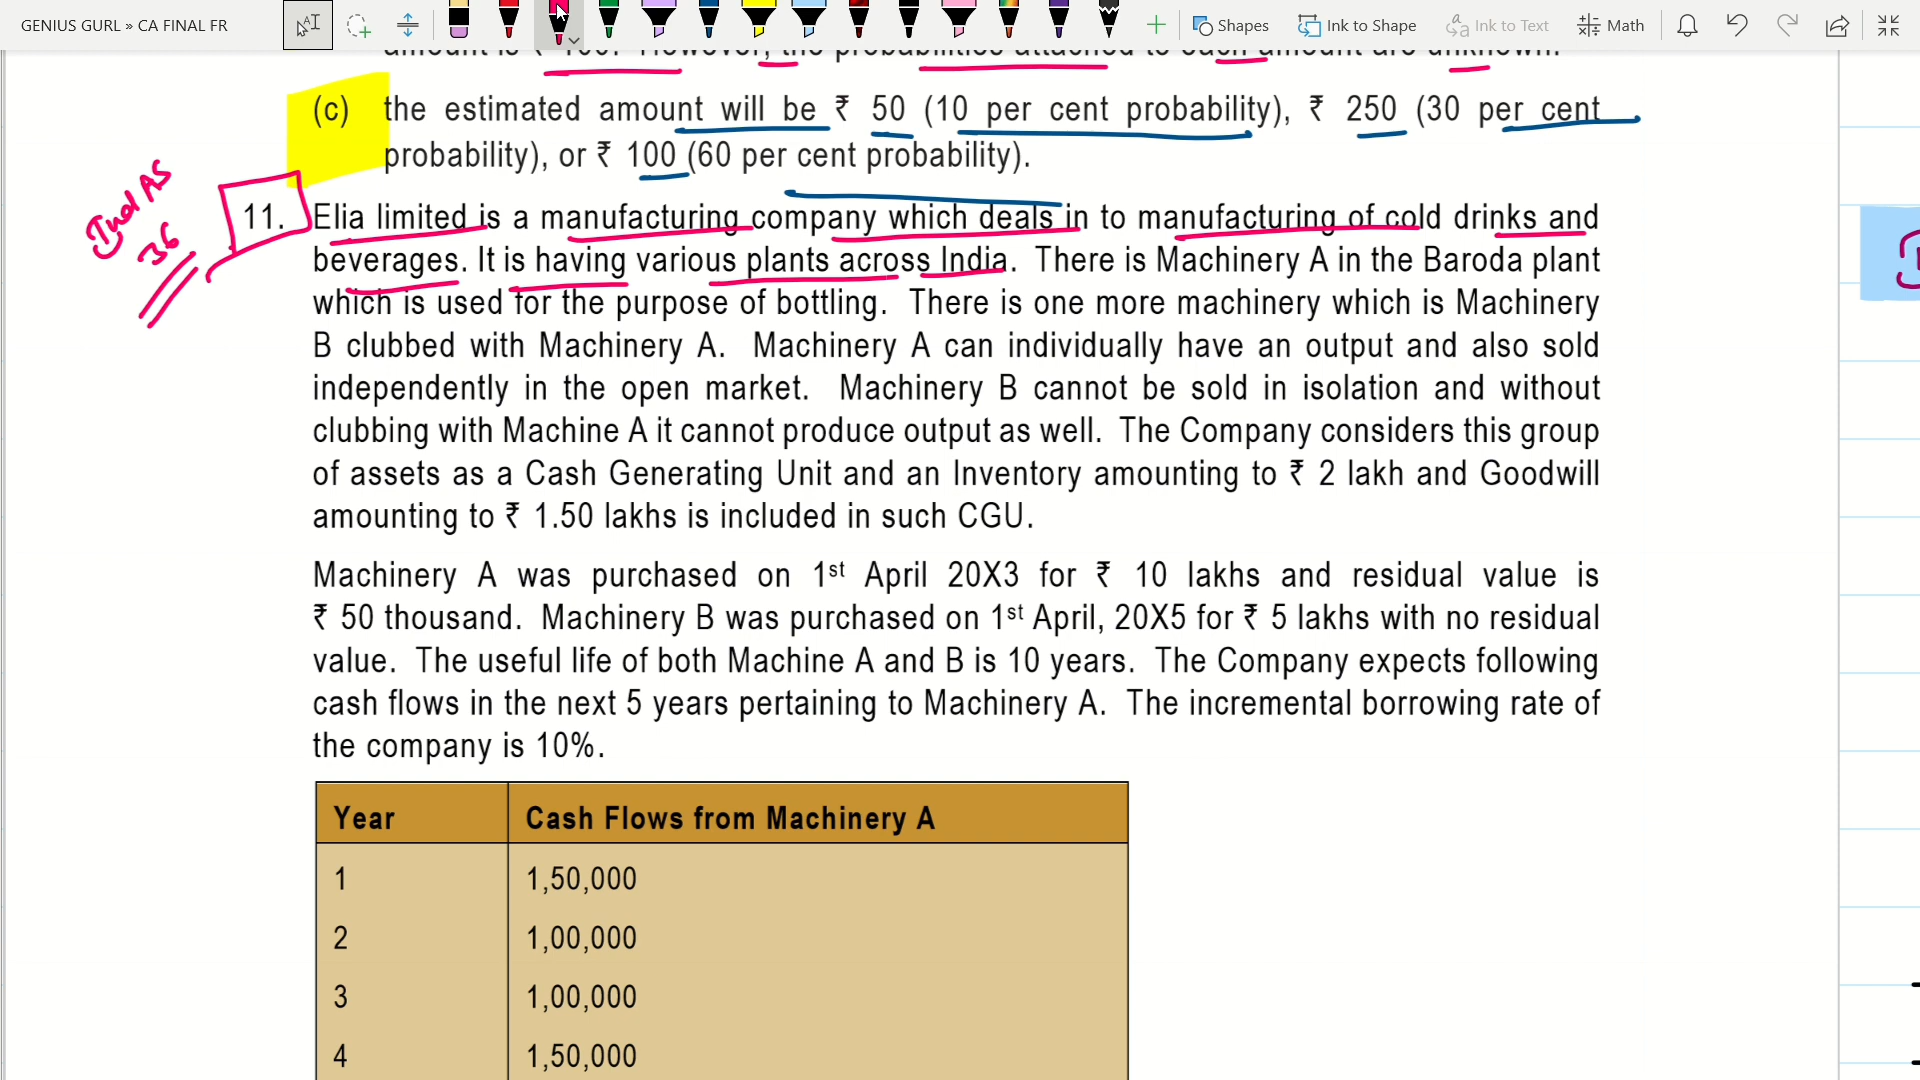 GENIUS GURL » CA FINAL FR
Shapes
Ink to Shape
Ink to Text
Math
the probabilities attached to each amount are unknown.
(c) the estimated amount will be ₹ 50 (10 per cent probability), ₹ 250 (30 per cent
probability), or ₹ 100 (60 per cent probability).
Ind AS
36
11. Elia limited is a manufacturing company which deals in to manufacturing of cold drinks and
beverages. It is having various plants across India. There is Machinery A in the Baroda plant
which is used for the purpose of bottling. There is one more machinery which is Machinery
B clubbed with Machinery A. Machinery A can individually have an output and also sold
independently in the open market. Machinery B cannot be sold in isolation and without
clubbing with Machine A it cannot produce output as well. The Company considers this group
of assets as a Cash Generating Unit and an Inventory amounting to ₹ 2 lakh and Goodwill
amounting to ₹ 1.50 lakhs is included in such CGU.
Machinery A was purchased on 1st April 20X3 for ₹ 10 lakhs and residual value is
₹ 50 thousand. Machinery B was purchased on 1st April, 20X5 for ₹ 5 lakhs with no residual
value. The useful life of both Machine A and B is 10 years. The Company expects following
cash flows in the next 5 years pertaining to Machinery A. The incremental borrowing rate of
the company is 10%.
Year Cash Flows from Machinery A
1 1,50,000
2 1,00,000
3 1,00,000
4 1,50,000